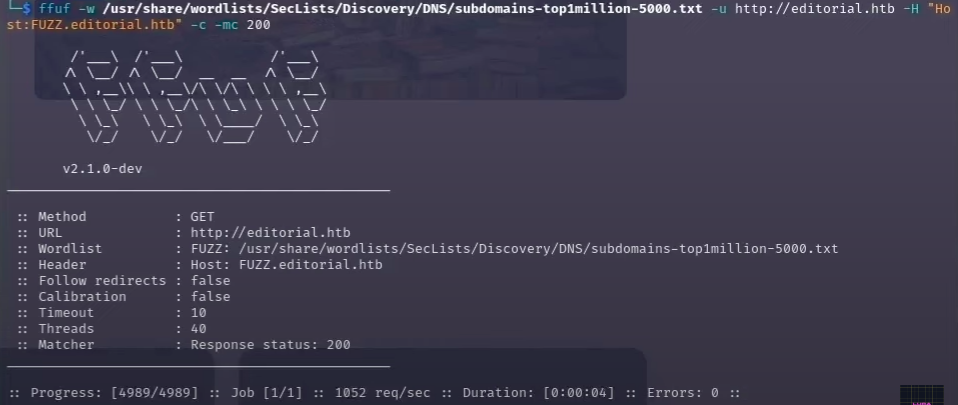 └─$ ffuf -w /usr/share/wordlists/SecLists/Discovery/DNS/subdomains-top1million-5000.txt -u http://editorial.htb -H "Ho
st:FUZZ.editorial.htb" -c -mc 200
v2.1.0-dev
:: Method : GET
:: URL : http://editorial.htb
:: Wordlist : FUZZ: /usr/share/wordlists/SecLists/Discovery/DNS/subdomains-top1million-5000.txt
:: Header : Host: FUZZ.editorial.htb
:: Follow redirects : false
:: Calibration : false
:: Timeout : 10
:: Threads : 40
:: Matcher : Response status: 200
:: Progress: [4989/4989] :: Job [1/1] :: 1052 req/sec :: Duration: [0:00:04] :: Errors: 0 ::